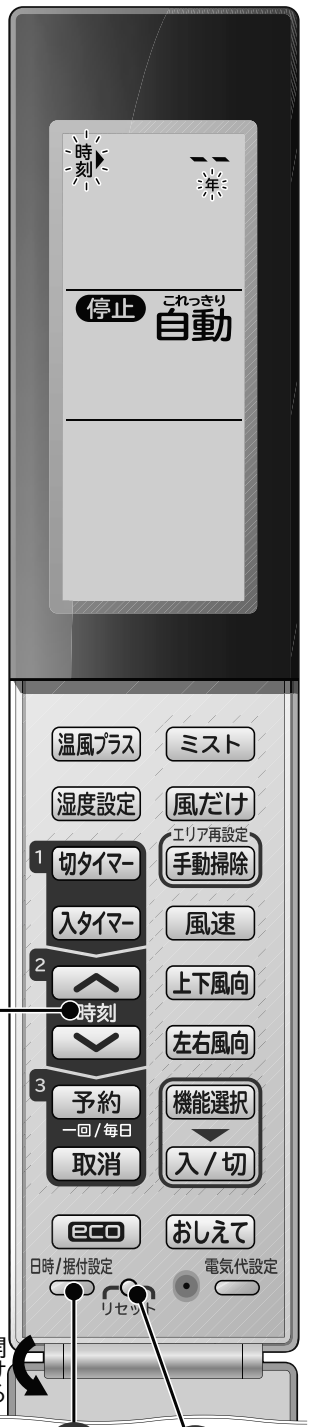 時刻▶ --年
停止 これっきり自動
温風プラス ミスト
湿度設定 風だけ
エリア再設定
1 切タイマー 手動掃除
入タイマー 風速
2 上下風向
時刻
左右風向
3 予約 機能選択
一回/毎日
取消 入/切
eco おしえて
日時/据付設定 電気代設定
リセット
開ける